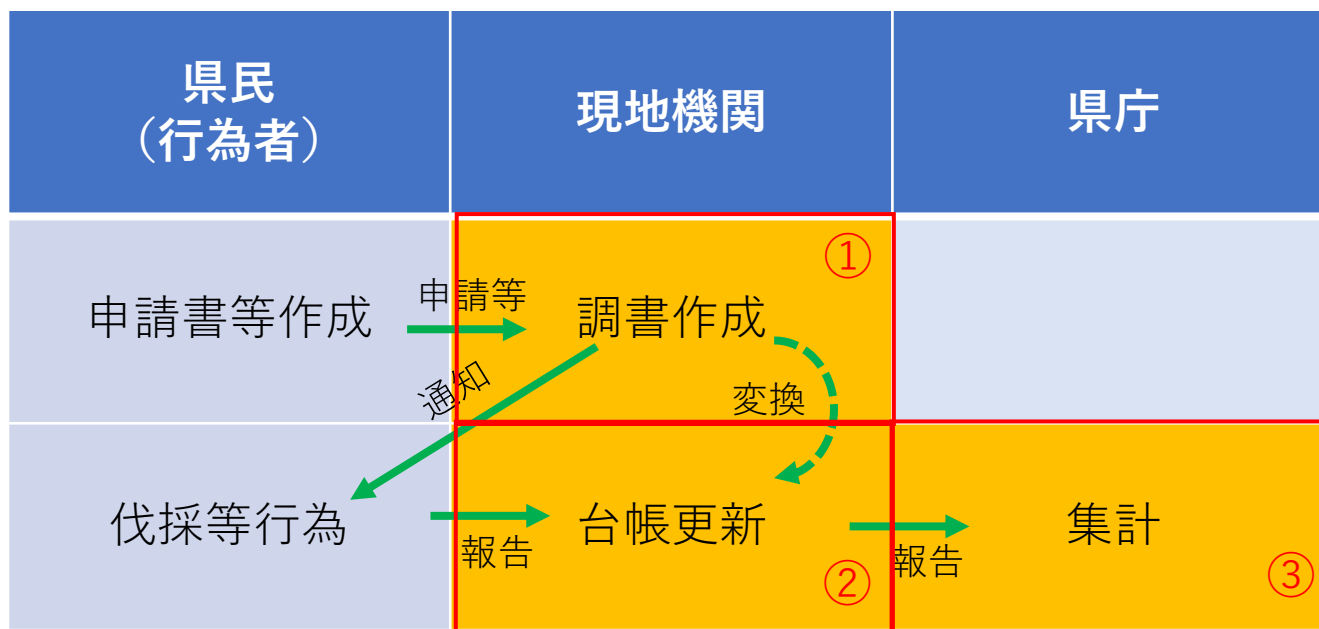 県民
（行為者）
現地機関
県庁
①
申請書等作成
申請等
調書作成
通知
変換
伐採等行為
報告
台帳更新
②
報告
集計
③